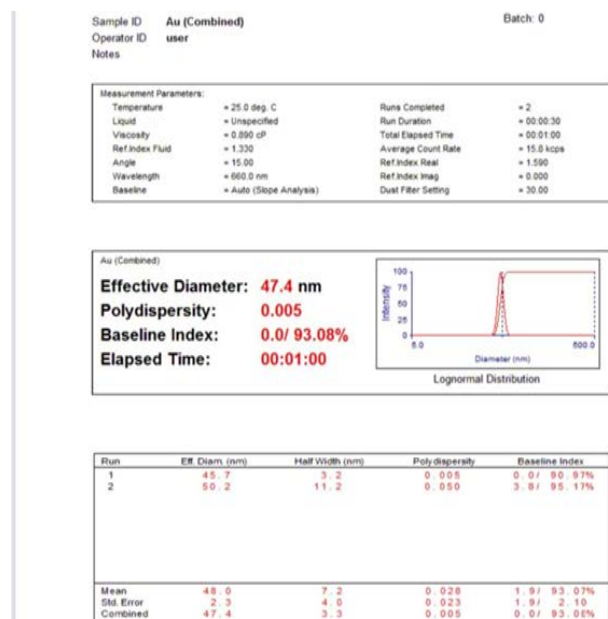 Sample ID Au (Combined) Batch: 0
Operator ID user
Notes
Measurement Parameters:
Temperature = 25.0 deg. C Runs Completed = 2
Liquid = Unspecified Run Duration = 00:00:30
Viscosity = 0.890 cP Total Elapsed Time = 00:01:00
Ref.Index Fluid = 1.330 Average Count Rate = 15.8 kcps
Angle = 15.00 Ref.Index Real = 1.590
Wavelength = 660.0 nm Ref.Index Imag = 0.000
Baseline = Auto (Slope Analysis) Dust Filter Setting = 30.00
Au (Combined)
Effective Diameter: 47.4 nm
Polydispersity: 0.005
Baseline Index: 0.0/ 93.08%
Elapsed Time: 00:01:00
100
75
50
25
0
Intensity
5.0 500.0
Diameter (nm)
Lognormal Distribution
Run Eff. Diam. (nm) Half Width (nm) Polydispersity Baseline Index
1 45.7 3.2 0.005 0.0/ 90.97%
2 50.2 11.2 0.050 3.8/ 95.17%
Mean 48.0 7.2 0.028 1.9/ 93.07%
Std. Error 2.3 4.0 0.023 1.9/ 2.10
Combined 47.4 3.3 0.005 0.0/ 93.08%